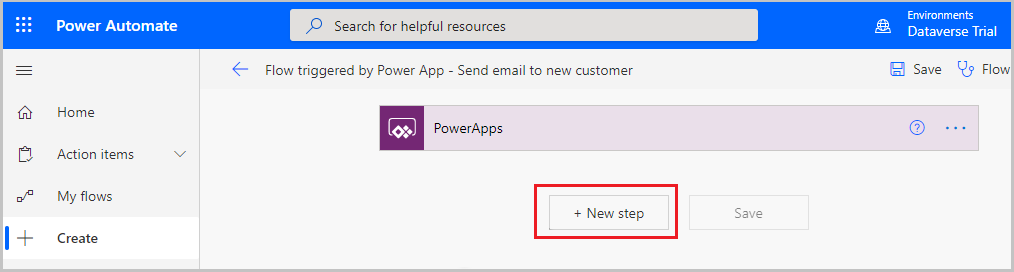 Power Automate
Search for helpful resources
Environments
Dataverse Trial
Flow triggered by Power App - Send email to new customer
Save
Flow
Home
Action items
My flows
Create
PowerApps
?
...
+ New step
Save